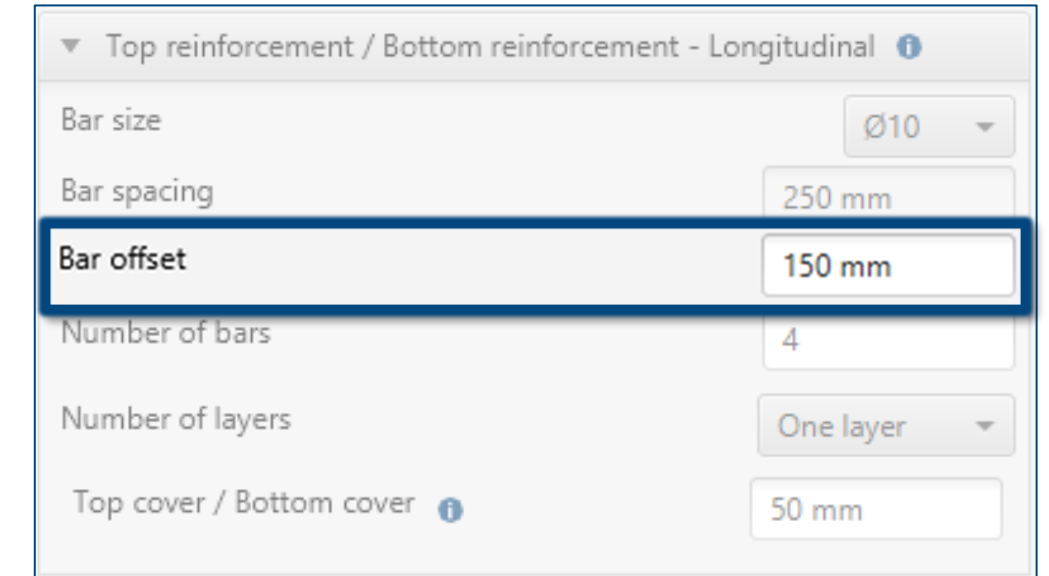 Top reinforcement / Bottom reinforcement - Longitudinal
Bar size Ø10
Bar spacing 250 mm
Bar offset 150 mm
Number of bars 4
Number of layers One layer
Top cover / Bottom cover 50 mm